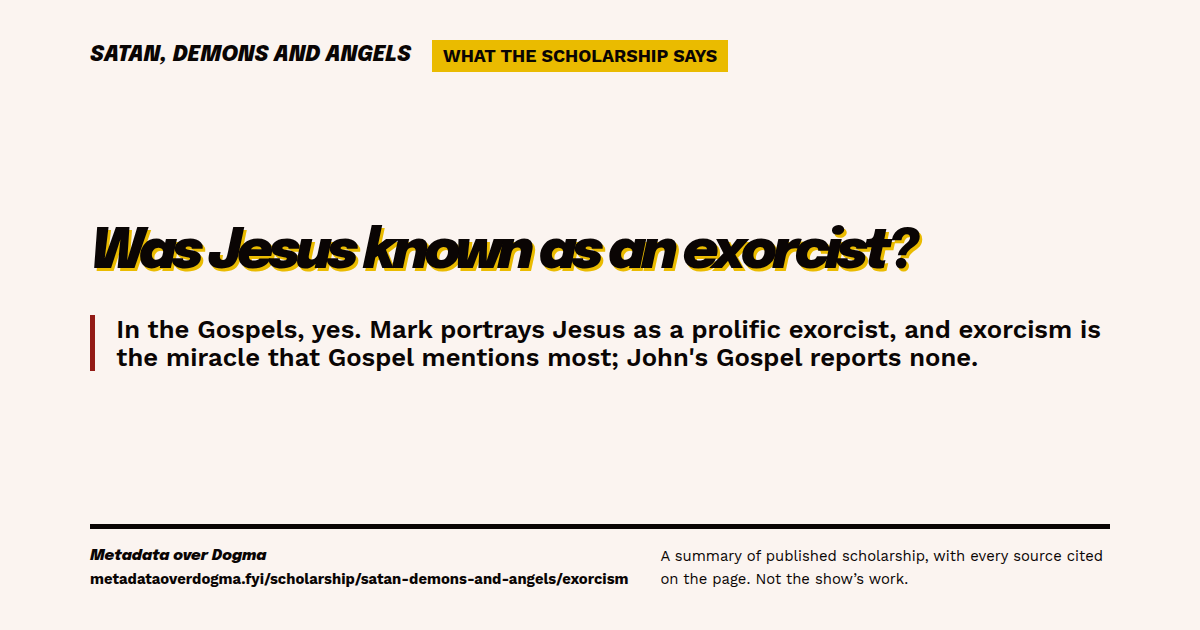 SATAN, DEMONS AND ANGELS
WHAT THE SCHOLARSHIP SAYS
Was Jesus known as an exorcist?
In the Gospels, yes. Mark portrays Jesus as a prolific exorcist, and exorcism is
the miracle that Gospel mentions most; John's Gospel reports none.
Metadata over Dogma
metadataoverdogma.fyi/scholarship/satan-demons-and-angels/exorcism
A summary of published scholarship, with every source cited
on the page. Not the show’s work.